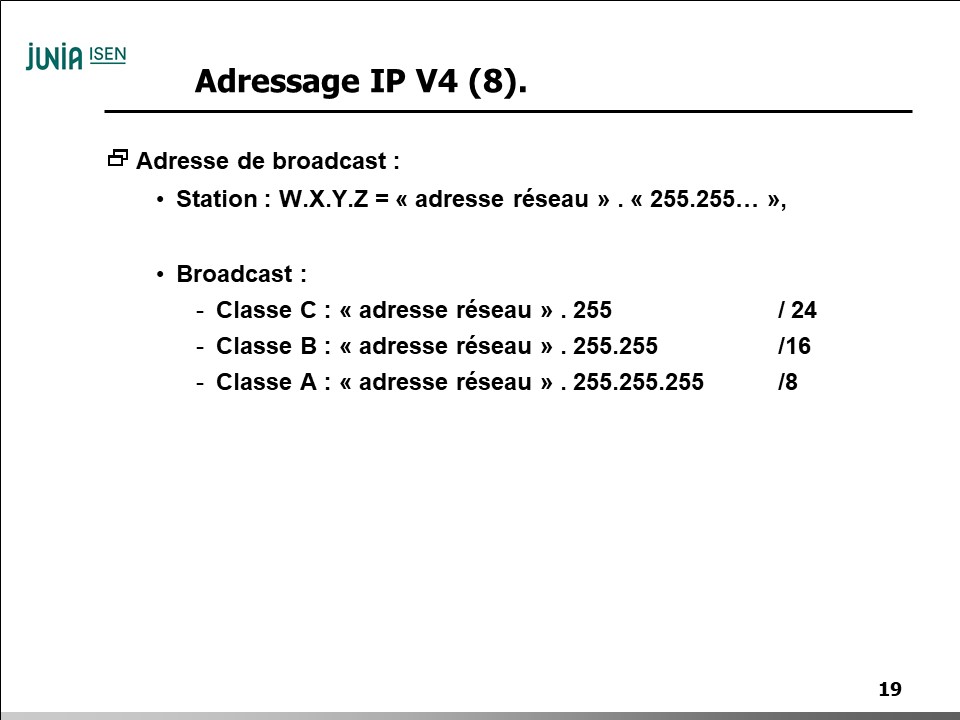 JUNIA ISEN
Adressage IP V4 (8).
Adresse de broadcast :
• Station : W.X.Y.Z = « adresse réseau » . « 255.255… »,
• Broadcast :
- Classe C : « adresse réseau » . 255 / 24
- Classe B : « adresse réseau » . 255.255 /16
- Classe A : « adresse réseau » . 255.255.255 /8
19